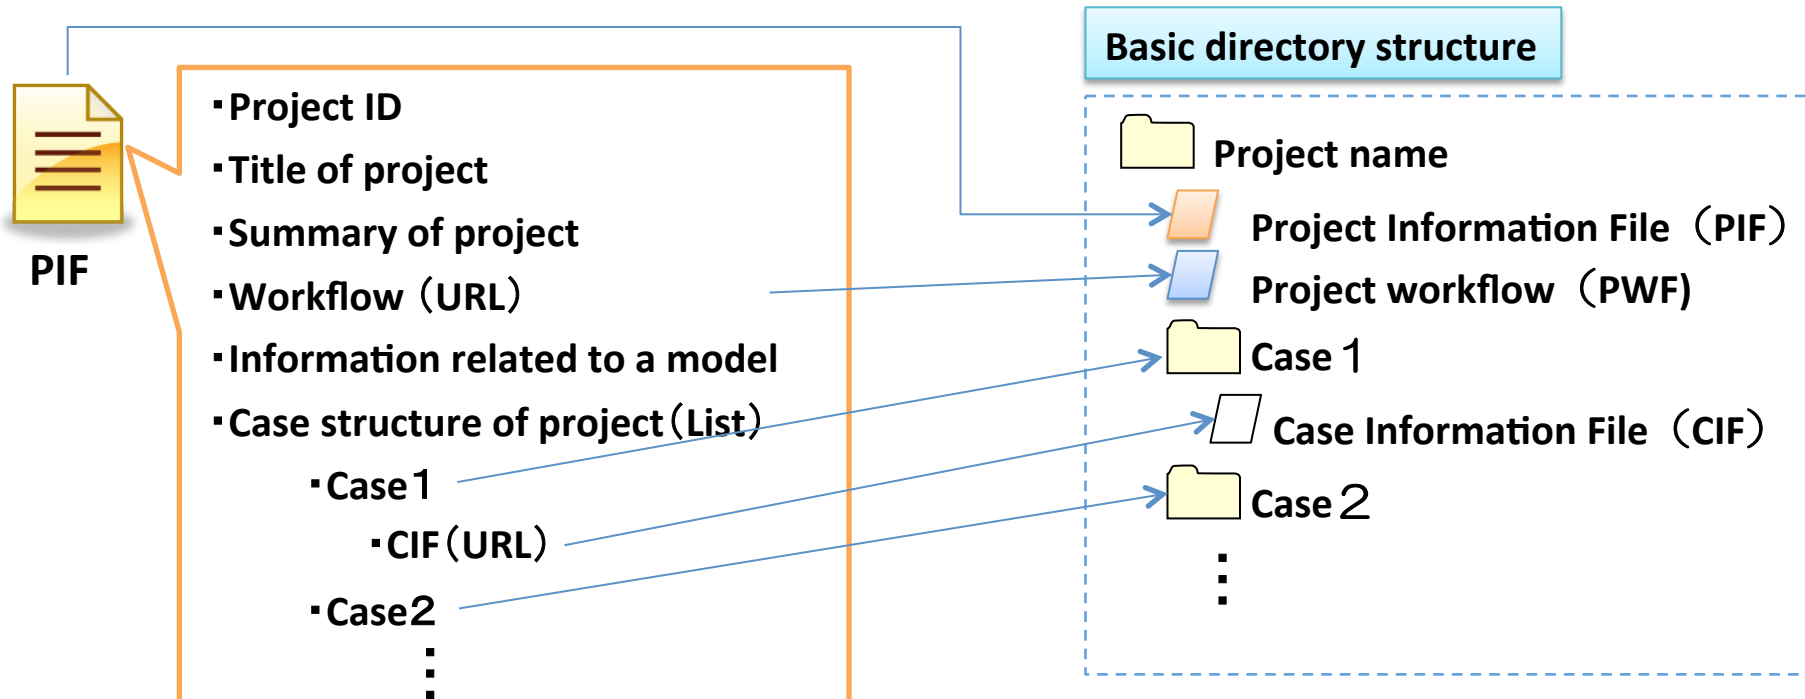 PIF
▪Project ID
▪Title of project
▪Summary of project
▪Workflow（URL）
▪Information related to a model
▪Case structure of project（List）
▪Case１
▪CIF（URL）
▪Case２
⋮
Basic directory structure
Project name
Project Information File（PIF）
Project workflow（PWF)
Case１
Case Information File（CIF）
Case２
⋮